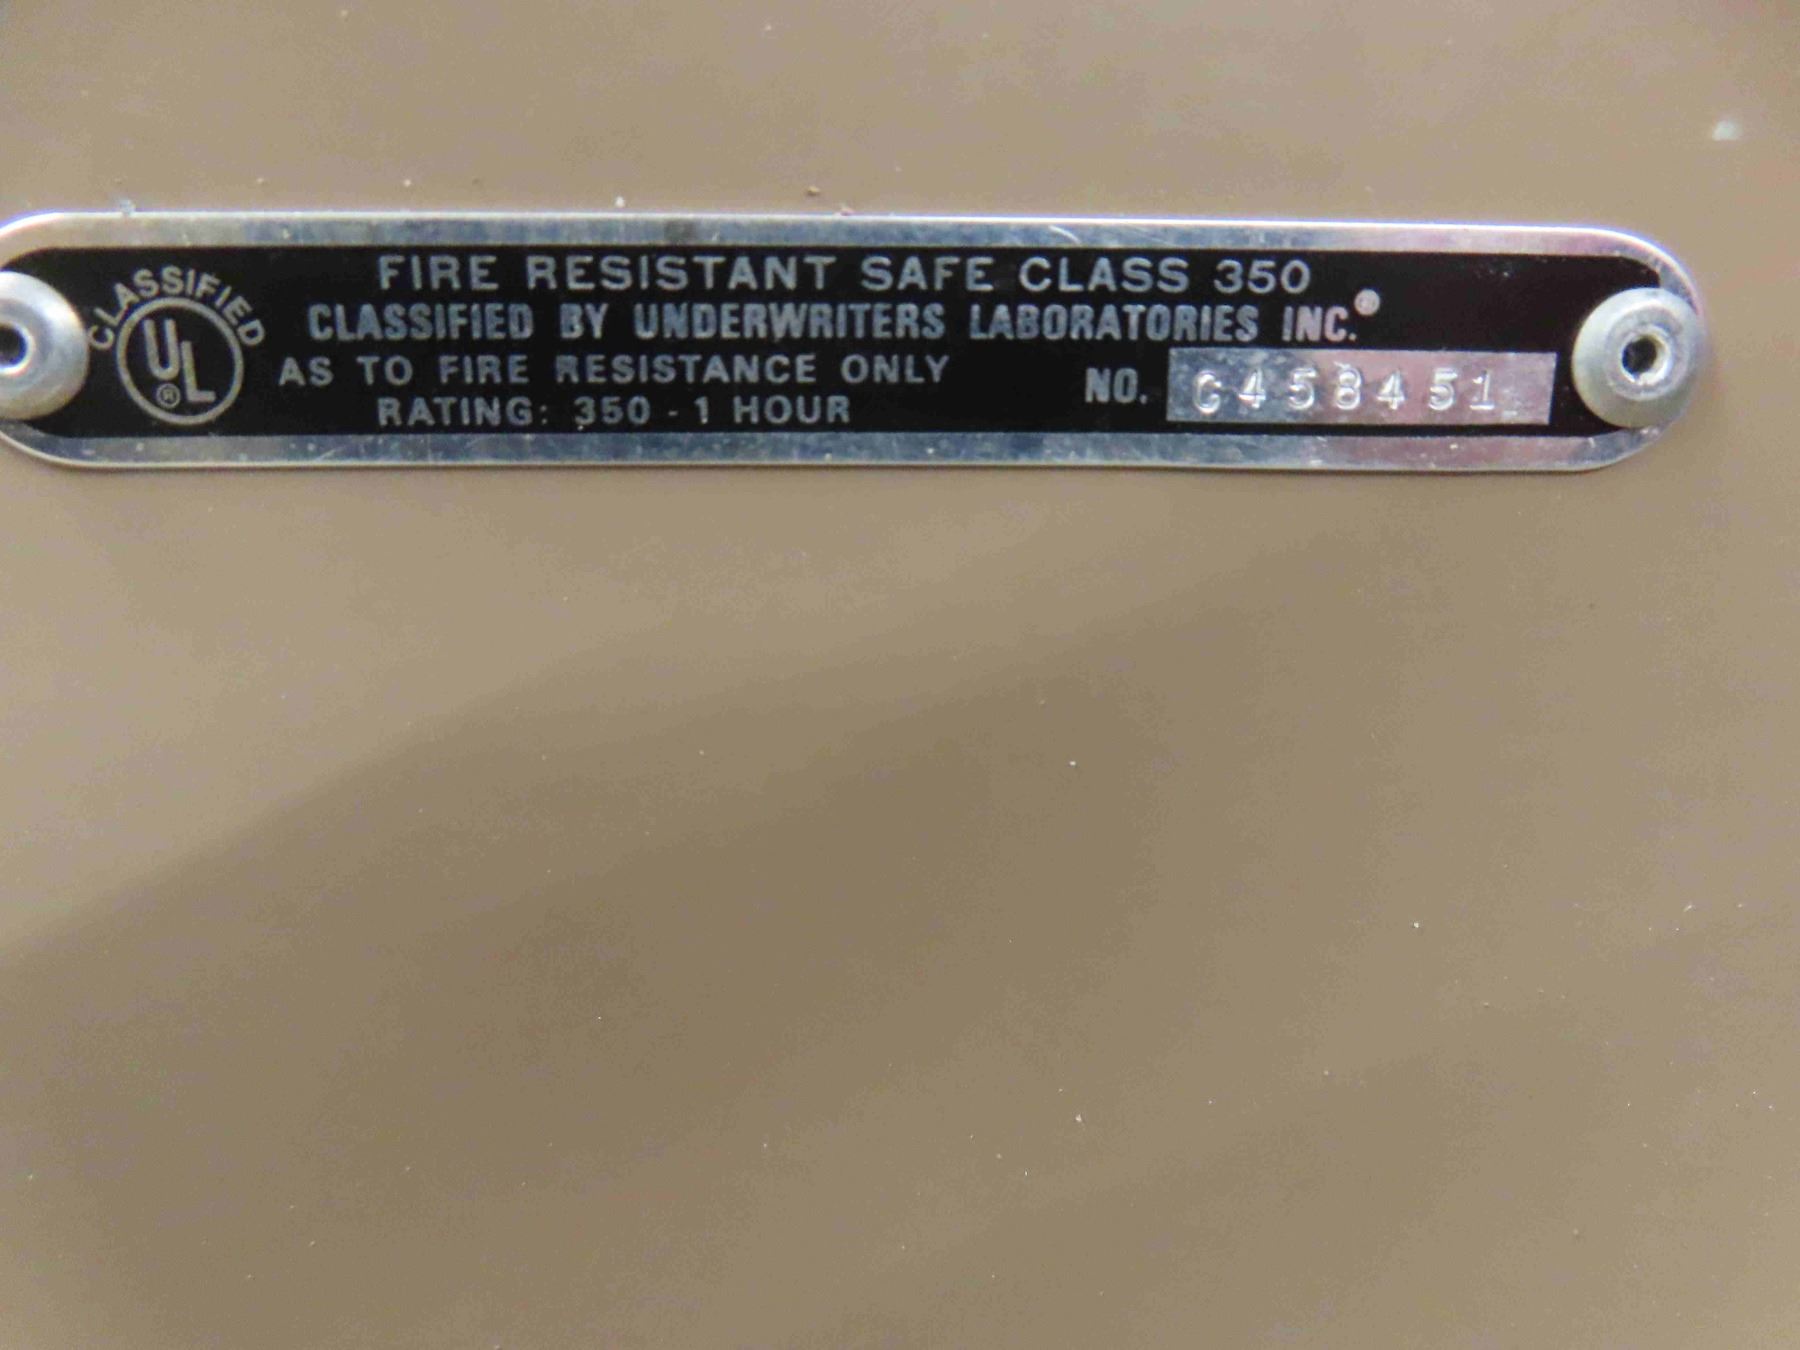 CLASSIFIED
UL®
FIRE RESISTANT SAFE CLASS 350
CLASSIFIED BY UNDERWRITERS LABORATORIES INC.®
AS TO FIRE RESISTANCE ONLY
RATING: 350 - 1 HOUR
NO. C458451